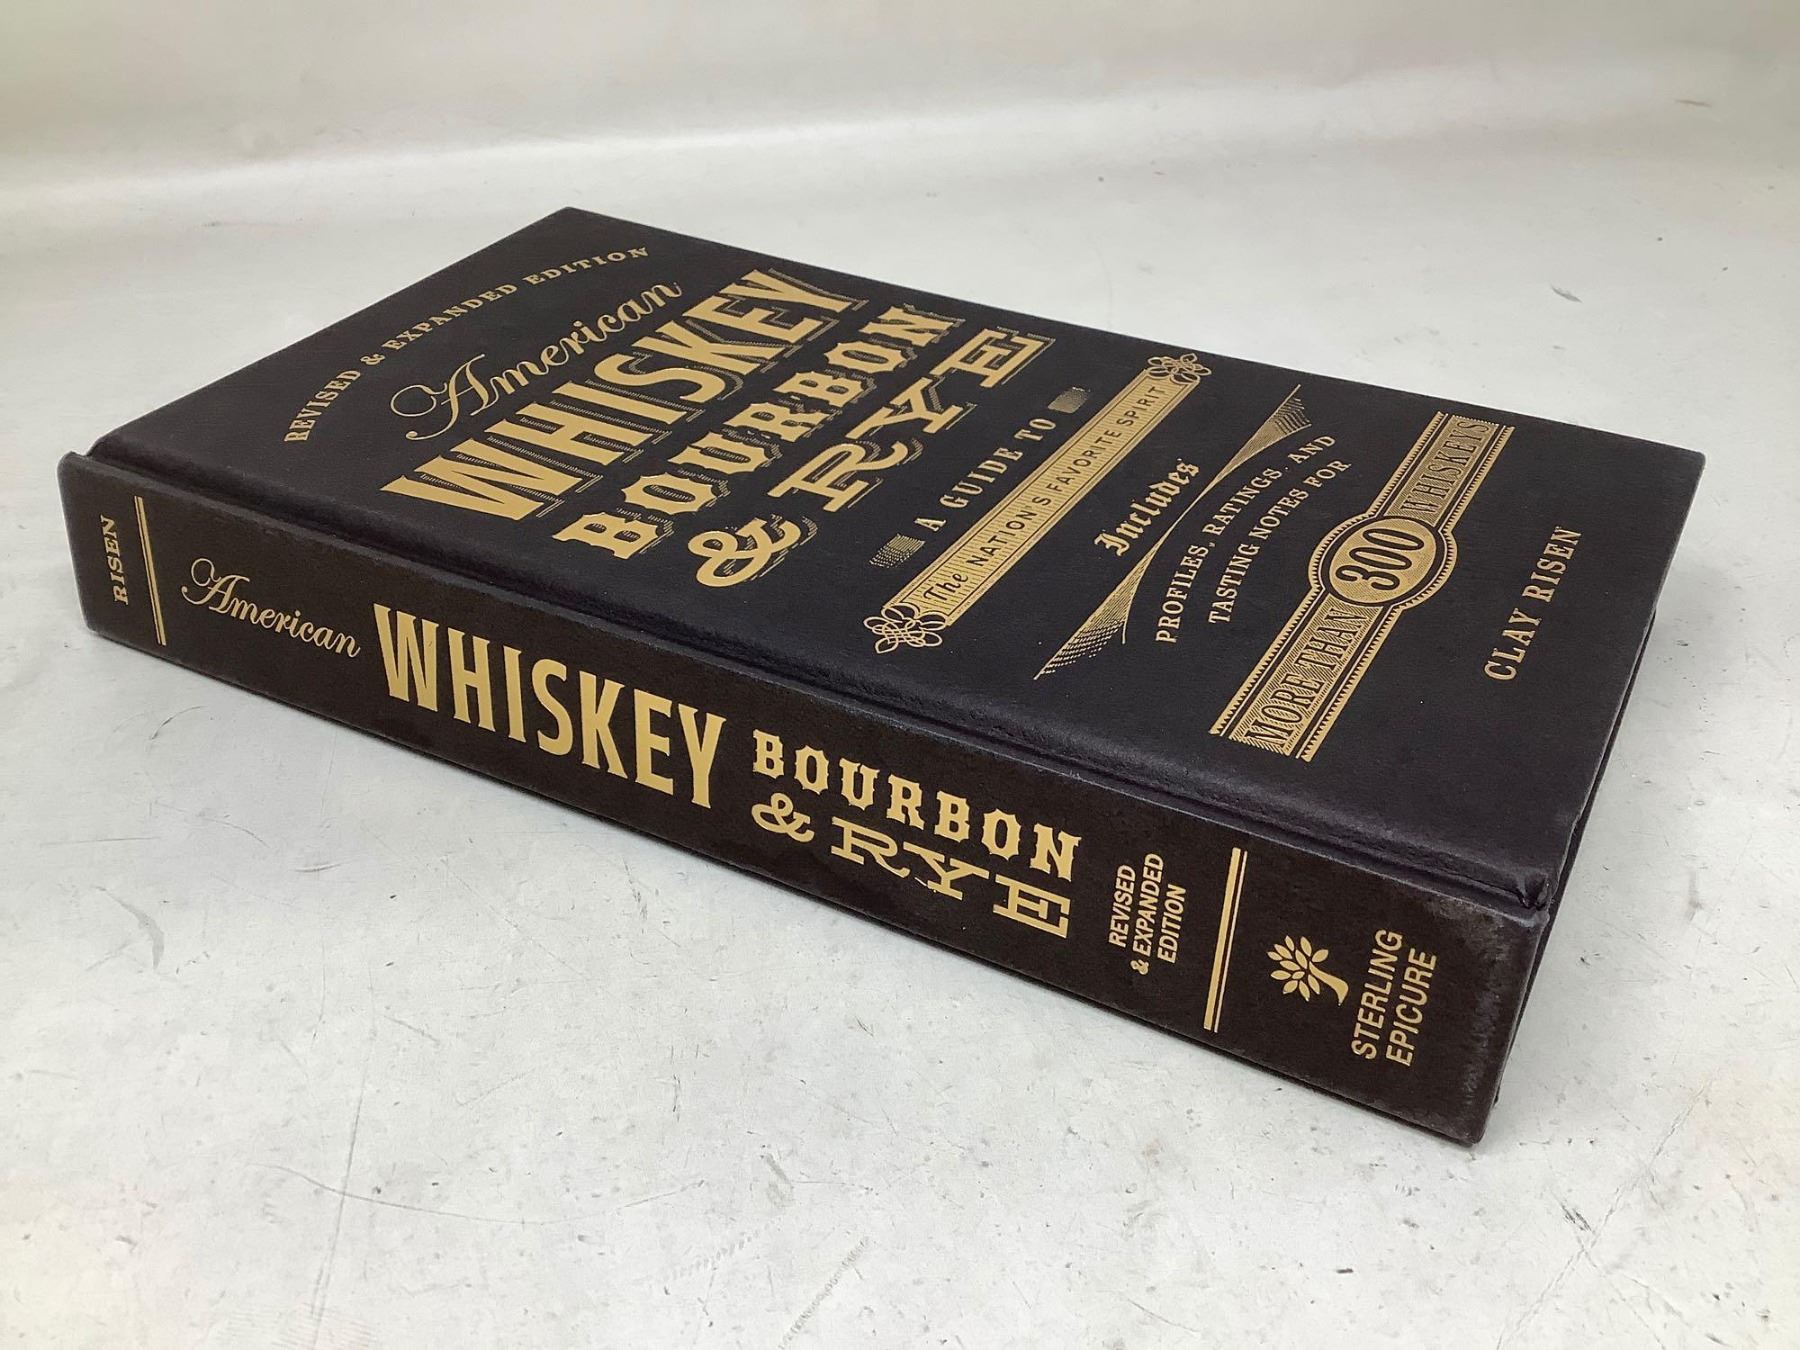 REVISED & EXPANDED EDITION
American
WHISKEY
BOURBON
& RYE
A GUIDE TO
The NATION'S FAVORITE SPIRIT
Includes
PROFILES, RATINGS, AND
TASTING NOTES FOR
MORE THAN 300 WHISKEYS
CLAY RISEN
RISEN
American
WHISKEY
BOURBON
& RYE
REVISED
& EXPANDED
EDITION
STERLING
EPICURE